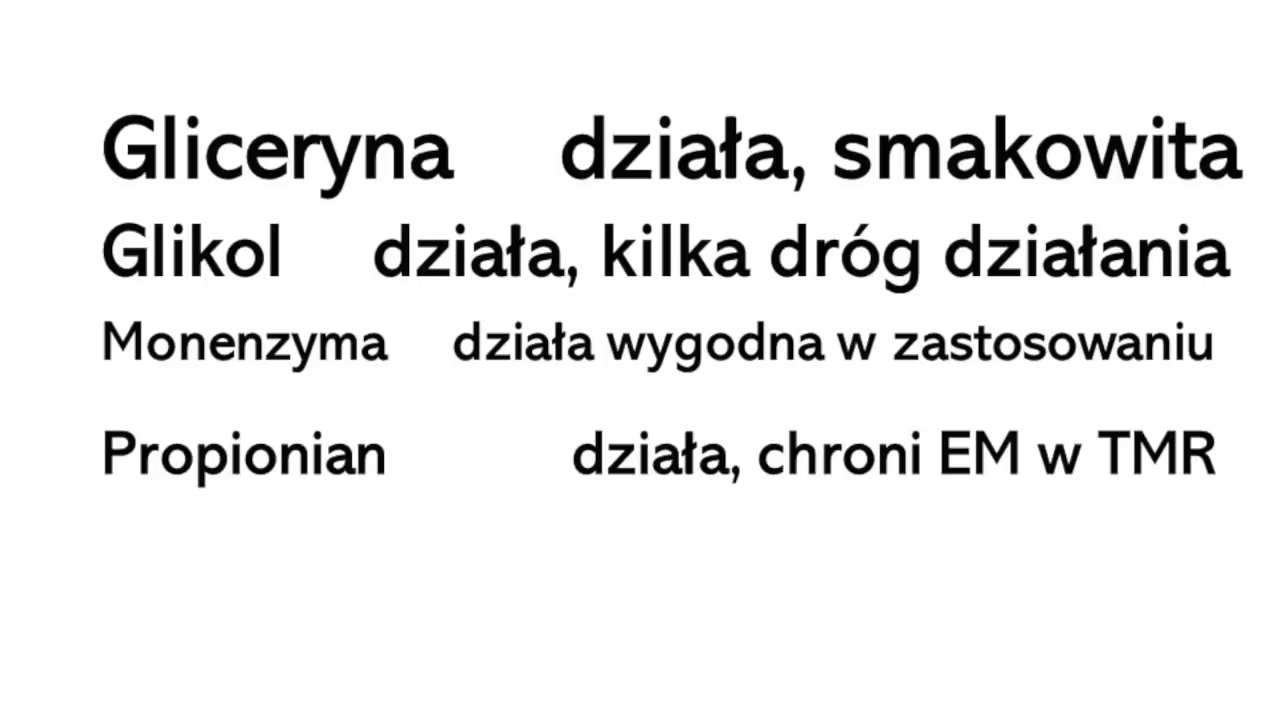 Gliceryna działa, smakowita
Glikol działa, kilka dróg działania
Monenzyma działa wygodna w zastosowaniu
Propionian działa, chroni EM w TMR